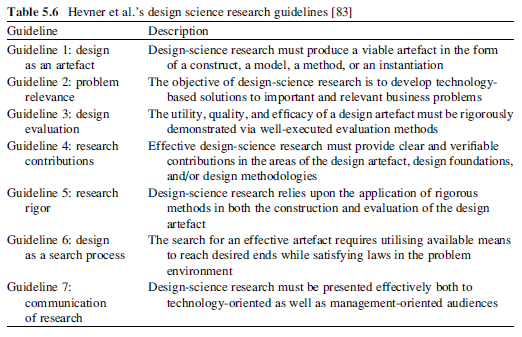 Table 5.6 Hevner et al.'s design science research guidelines [83]
Guideline Description
Guideline 1: design Design-science research must produce a viable artefact in the form
as an artefact of a construct, a model, a method, or an instantiation
Guideline 2: problem The objective of design-science research is to develop technology-
relevance based solutions to important and relevant business problems
Guideline 3: design The utility, quality, and efficacy of a design artefact must be rigorously
evaluation demonstrated via well-executed evaluation methods
Guideline 4: research Effective design-science research must provide clear and verifiable
contributions contributions in the areas of the design artefact, design foundations,
and/or design methodologies
Guideline 5: research Design-science research relies upon the application of rigorous
rigor methods in both the construction and evaluation of the design
artefact
Guideline 6: design The search for an effective artefact requires utilising available means
as a search process to reach desired ends while satisfying laws in the problem
environment
Guideline 7: Design-science research must be presented effectively both to
communication technology-oriented as well as management-oriented audiences
of research